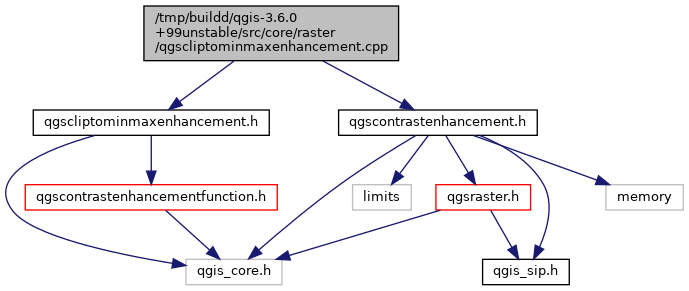 /tmp/buildd/qgis-3.6.0
+99unstable/src/core/raster
/qgscliptominmaxenhancement.cpp
qgscliptominmaxenhancement.h
qgscontrastenhancement.h
qgscontrastenhancementfunction.h
limits
qgsraster.h
memory
qgis_core.h
qgis_sip.h